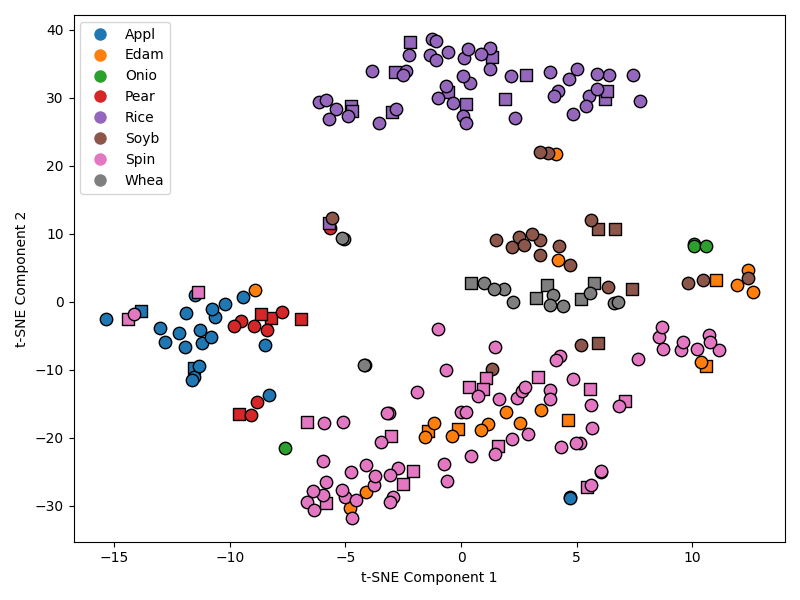 Appl
Edam
Onio
Pear
Rice
Soyb
Spin
Whea
40
30
20
10
0
−10
−20
−30
t-SNE Component 2
−15 −10 −5 0 5 10
t-SNE Component 1